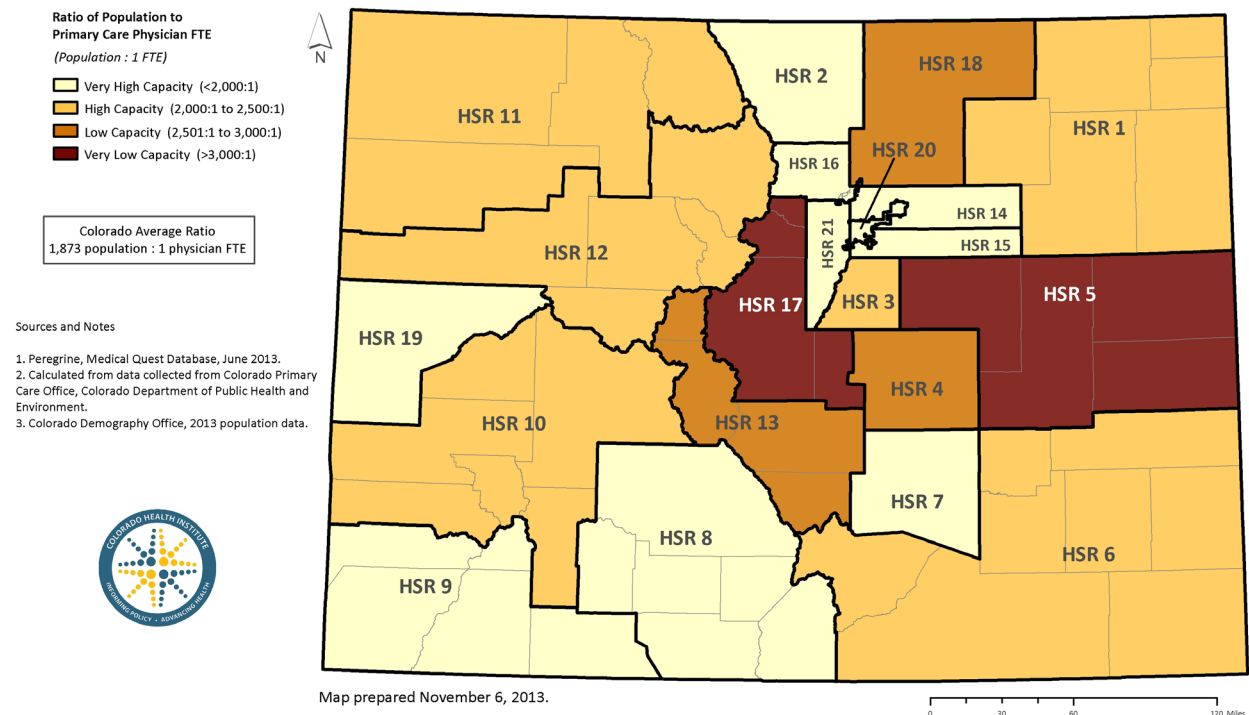 Ratio of Population to
Primary Care Physician FTE
(Population : 1 FTE)
Very High Capacity (<2,000:1)
High Capacity (2,000:1 to 2,500:1)
Low Capacity (2,501:1 to 3,000:1)
Very Low Capacity (>3,000:1)
N
Colorado Average Ratio
1,873 population : 1 physician FTE
Sources and Notes
1. Peregrine, Medical Quest Database, June 2013.
2. Calculated from data collected from Colorado Primary
Care Office, Colorado Department of Public Health and
Environment.
3. Colorado Demography Office, 2013 population data.
COLORADO HEALTH INSTITUTE
INFORMING POLICY • ADVANCING HEALTH
HSR 2
HSR 18
HSR 11
HSR 1
HSR 20
HSR 16
HSR 14
HSR 21
HSR 15
HSR 12
HSR 17
HSR 3
HSR 5
HSR 19
HSR 4
HSR 10
HSR 13
HSR 7
HSR 8
HSR 6
HSR 9
Map prepared November 6, 2013.
0 30 60 120 Miles